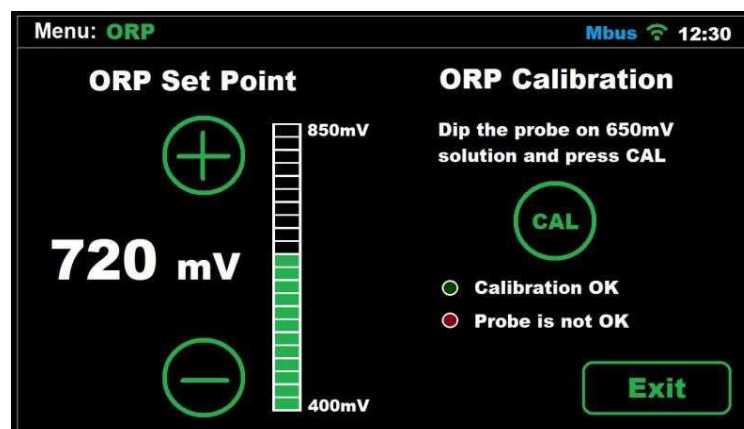 Menu: ORP
Mbus 12:30
ORP Set Point
850mV
720 mV
400mV
ORP Calibration
Dip the probe on 650mV
solution and press CAL
CAL
Calibration OK
Probe is not OK
Exit